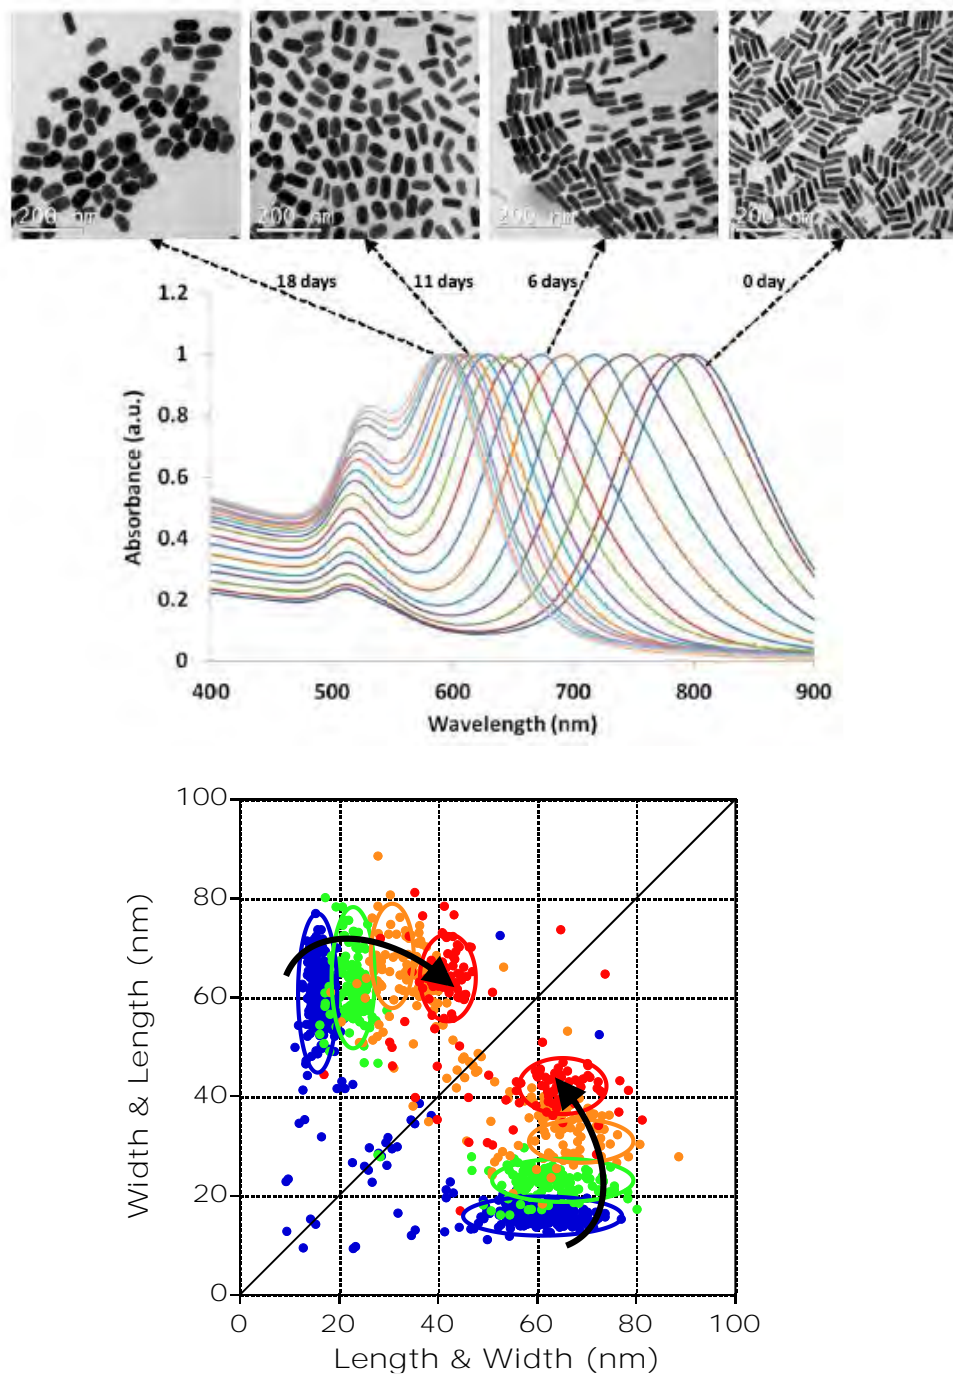 200 nm 200 nm 200 nm 200 nm
18 days 11 days 6 days 0 day
1.2
1
0.8
0.6
0.4
0.2
0
Absorbance (a.u.)
400 500 600 700 800 900
Wavelength (nm)
100
80
60
40
20
0
Width & Length (nm)
0 20 40 60 80 100
Length & Width (nm)